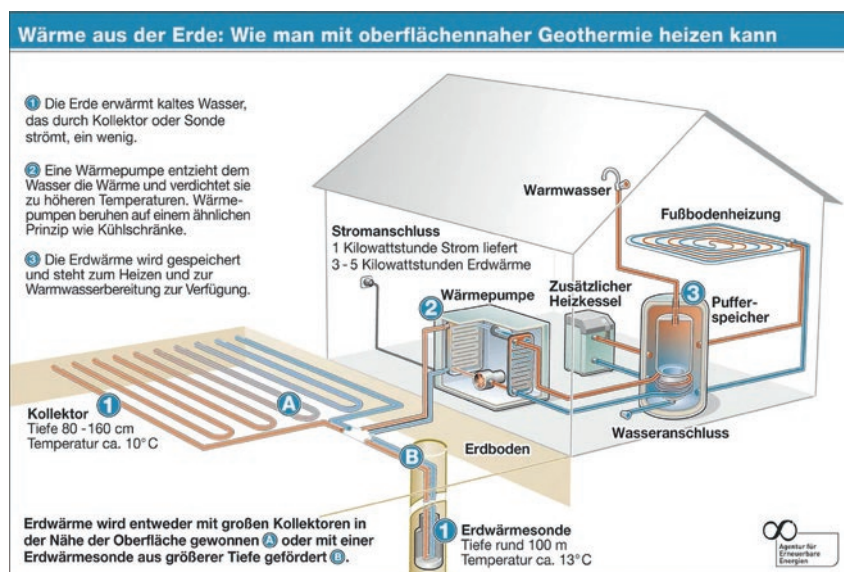 Wärme aus der Erde: Wie man mit oberflächennaher Geothermie heizen kann
1 Die Erde erwärmt kaltes Wasser,
das durch Kollektor oder Sonde
strömt, ein wenig.
2 Eine Wärmepumpe entzieht dem
Wasser die Wärme und verdichtet sie
zu höheren Temperaturen. Wärme-
pumpen beruhen auf einem ähnlichen
Prinzip wie Kühlschränke.
3 Die Erdwärme wird gespeichert
und steht zum Heizen und zur
Warmwasserbereitung zur Verfügung.
Warmwasser
Fußbodenheizung
Stromanschluss
1 Kilowattstunde Strom liefert
3 - 5 Kilowattstunden Erdwärme
2 Wärmepumpe
Zusätzlicher
Heizkessel
3
Puffer-
speicher
Wasseranschluss
A
Kollektor 1
Tiefe 80 - 160 cm
Temperatur ca. 10° C
Erdboden
B
1 Erdwärmesonde
Tiefe rund 100 m
Temperatur ca. 13° C
Erdwärme wird entweder mit großen Kollektoren in
der Nähe der Oberfläche gewonnen A oder mit einer
Erdwärmesonde aus größerer Tiefe gefördert B.
Agentur für
Erneuerbare
Energien